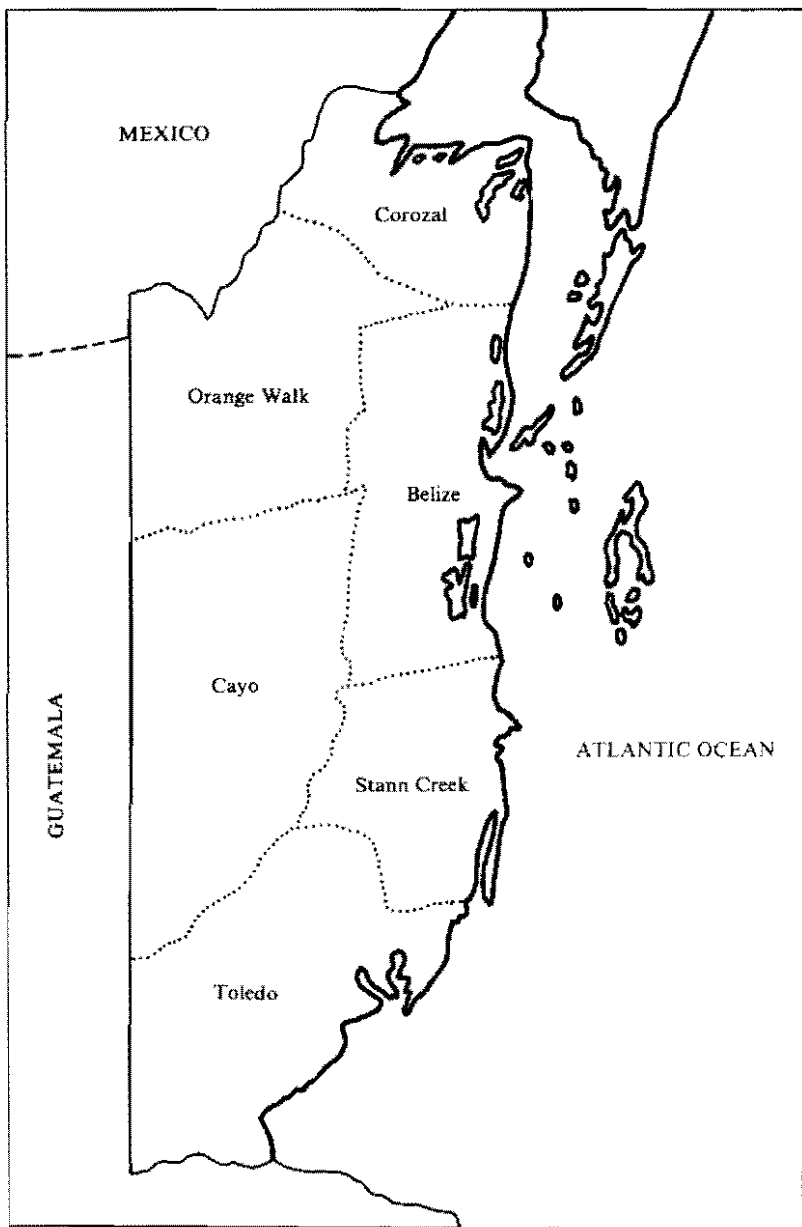 MEXICO
Corozal
Orange Walk
Belize
Cayo
GUATEMALA
ATLANTIC OCEAN
Stann Creek
Toledo